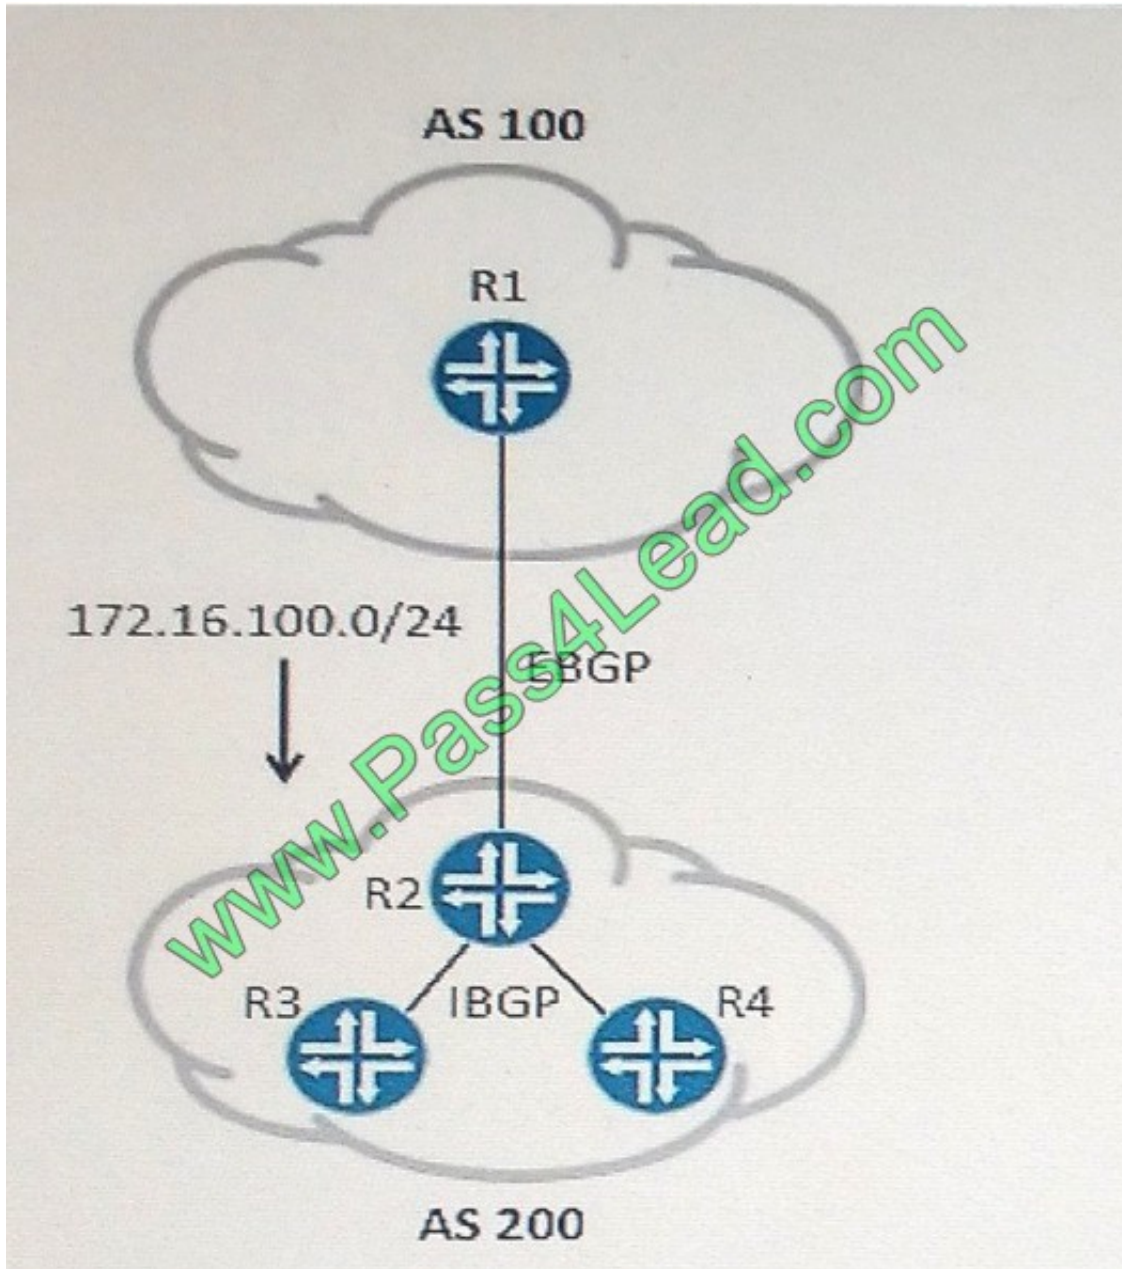 AS 100
R1
172.16.100.0/24
EBGP
R2
R3
IBGP
R4
AS 200
www.Pass4Lead.com